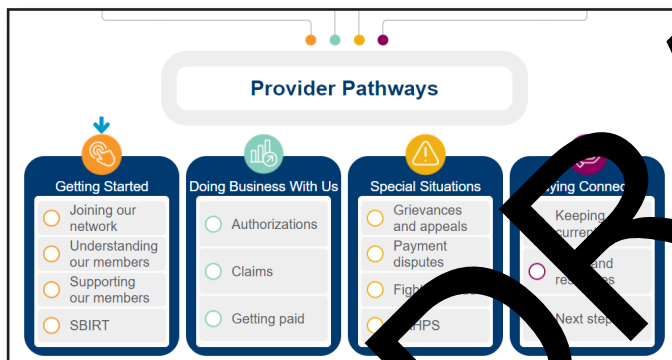 Provider Pathways
Getting Started
Joining our
network
Understanding
our members
Supporting
our members
SBIRT
Doing Business With Us
Authorizations
Claims
Getting paid
Special Situations
Grievances
and appeals
Payment
disputes
Keeping
and
Next